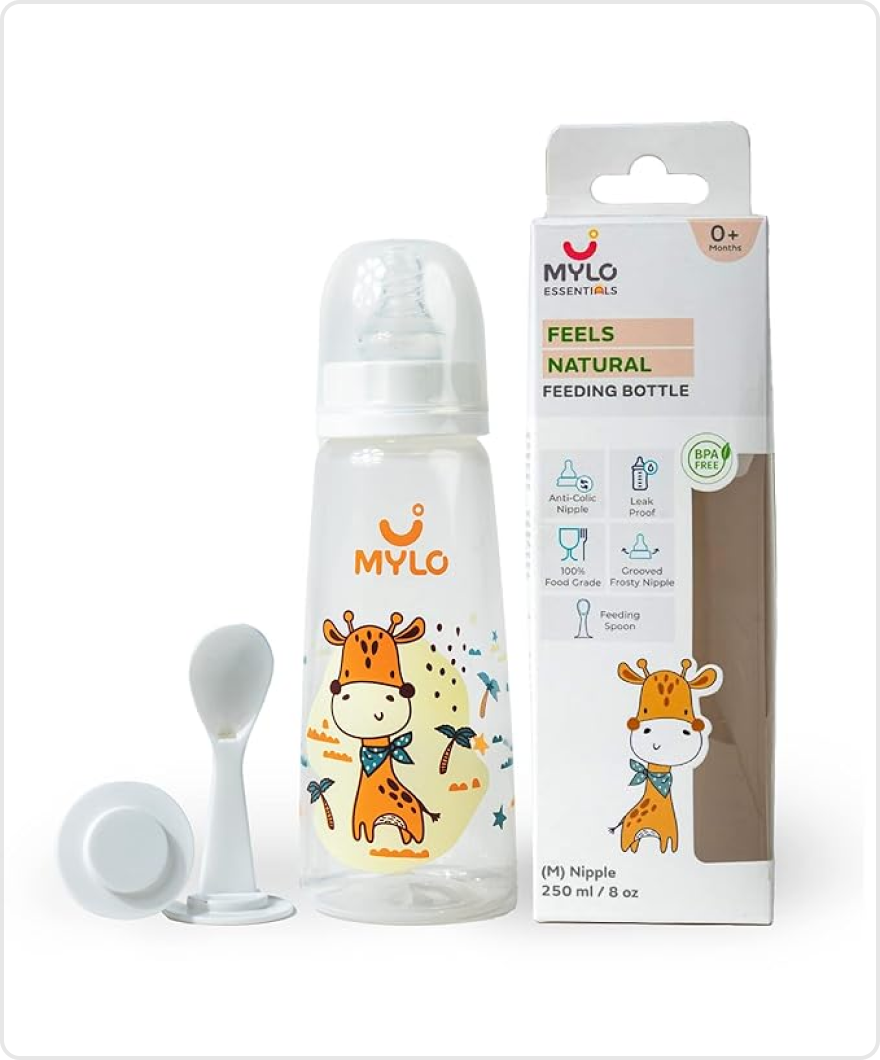 MYLO
0+
Months
MYLO
ESSENTIALS
FEELS
NATURAL
FEEDING BOTTLE
BPA
FREE
Anti-Colic
Nipple
Leak
Proof
100%
Food Grade
Grooved
Frosty Nipple
Feeding
Spoon
(M) Nipple
250 ml / 8 oz